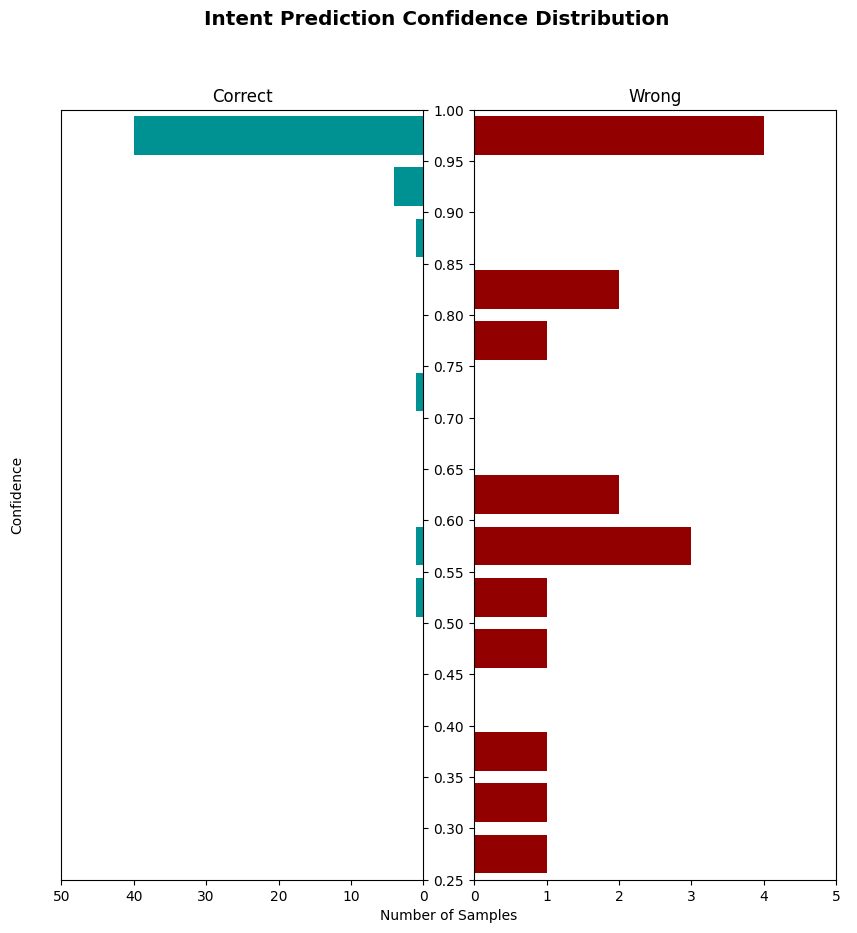 Intent Prediction Confidence Distribution
Correct
Wrong
1.00
0.95
0.90
0.85
0.80
0.75
0.70
0.65
0.60
0.55
0.50
0.45
0.40
0.35
0.30
0.25
Confidence
50 40 30 20 10 0 0 1 2 3 4 5
Number of Samples